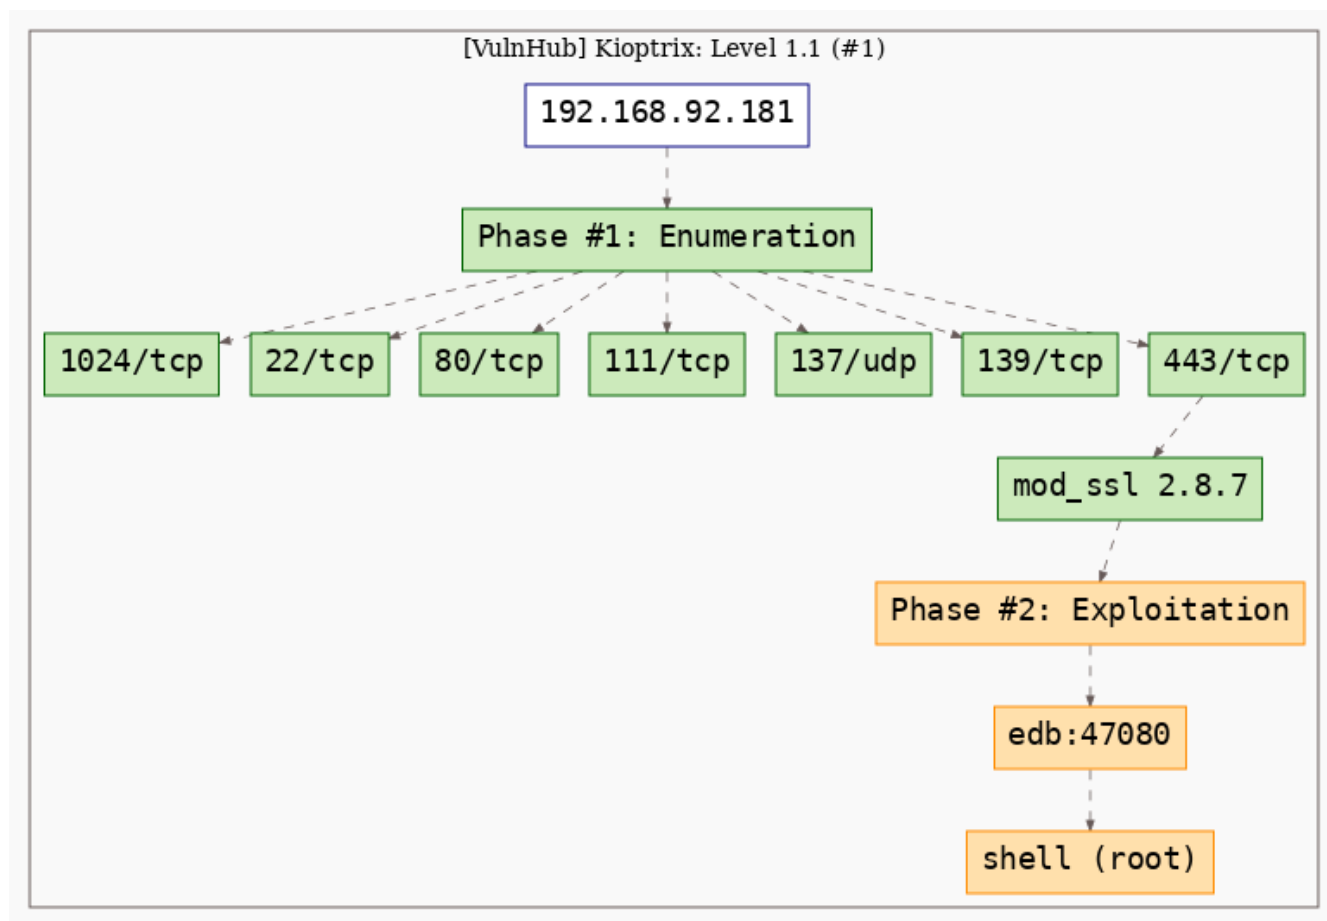 [VulnHub] Kioptrix: Level 1.1 (#1)
192.168.92.181
Phase #1: Enumeration
1024/tcp
22/tcp
80/tcp
111/tcp
137/udp
139/tcp
443/tcp
mod_ssl 2.8.7
Phase #2: Exploitation
edb:47080
shell (root)